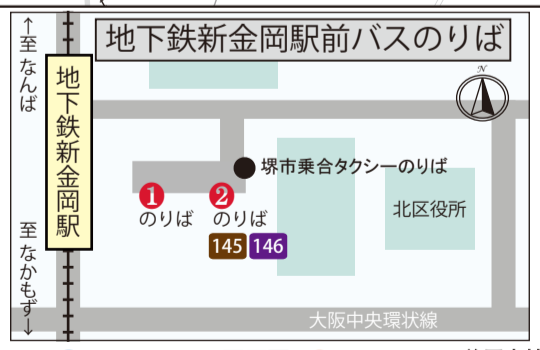 地下鉄新金岡駅前バスのりば
↑至 なんば
地下鉄新金岡駅
至 なかもず↓
N
堺市乗合タクシーのりば
1
のりば
2
のりば
145 146
北区役所
大阪中央環状線